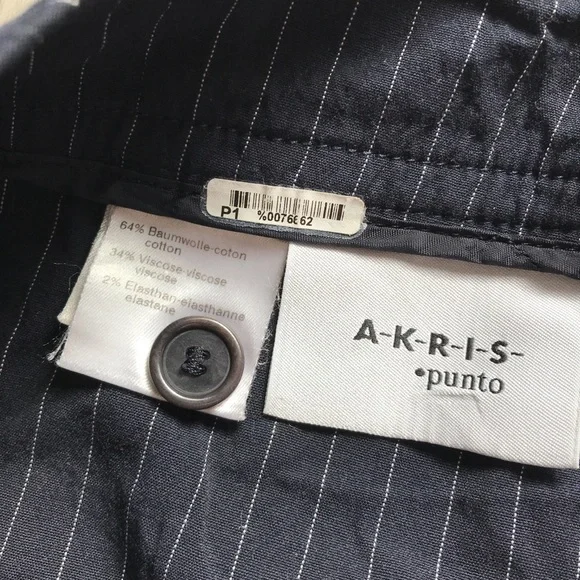 P1 %0076662
64% Baumwolle-coton
cotton
34% Viscose-viscose
viscose
2% Elasthan-elasthanne
elastane
A-K-R-I-S-
•punto